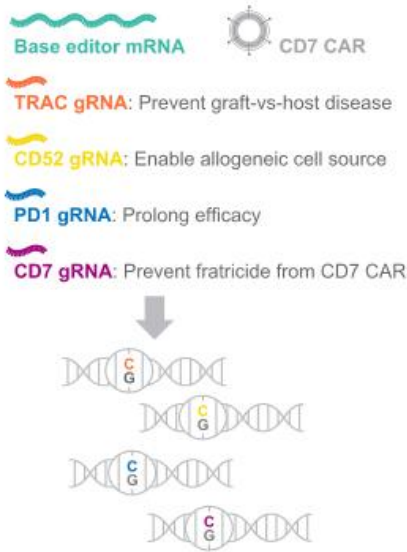 Base editor mRNA
CD7 CAR
TRAC gRNA: Prevent graft-vs-host disease
CD52 gRNA: Enable allogeneic cell source
PD1 gRNA: Prolong efficacy
CD7 gRNA: Prevent fratricide from CD7 CAR
C
G
C
G
C
G
C
G